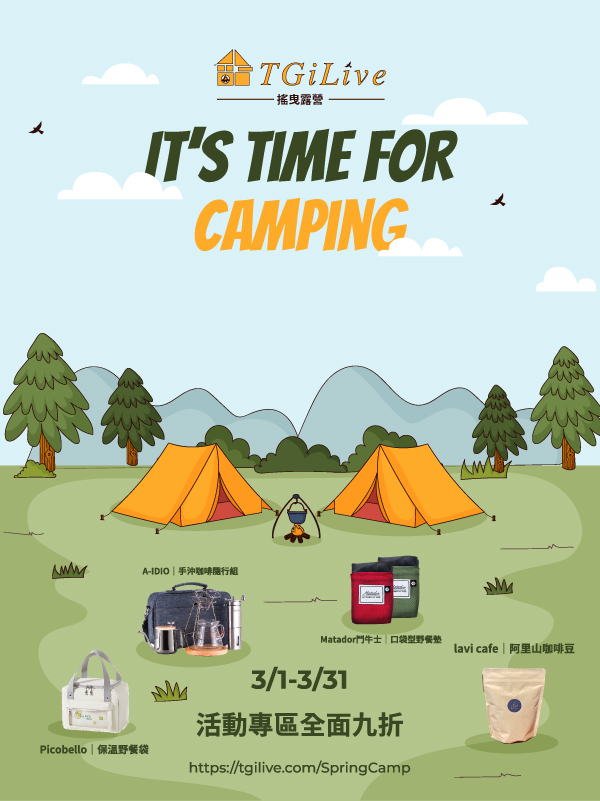 TGiLive
搖曳露營
IT'S TIME FOR
CAMPING
A-IDIO｜手沖咖啡隨行組
Matador鬥牛士｜口袋型野餐墊
lavi cafe｜阿里山咖啡豆
3/1-3/31
活動專區全面九折
Picobello｜保溫野餐袋
https://tgilive.com/SpringCamp
Matador